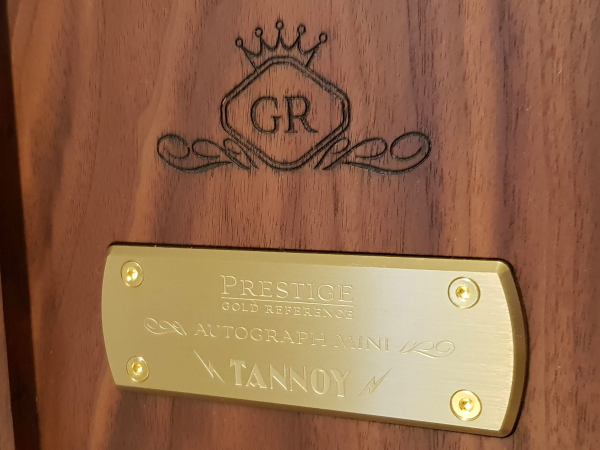 GR
PRESTIGE
GOLD REFERENCE
AUTOGRAPH MINI
TANNOY